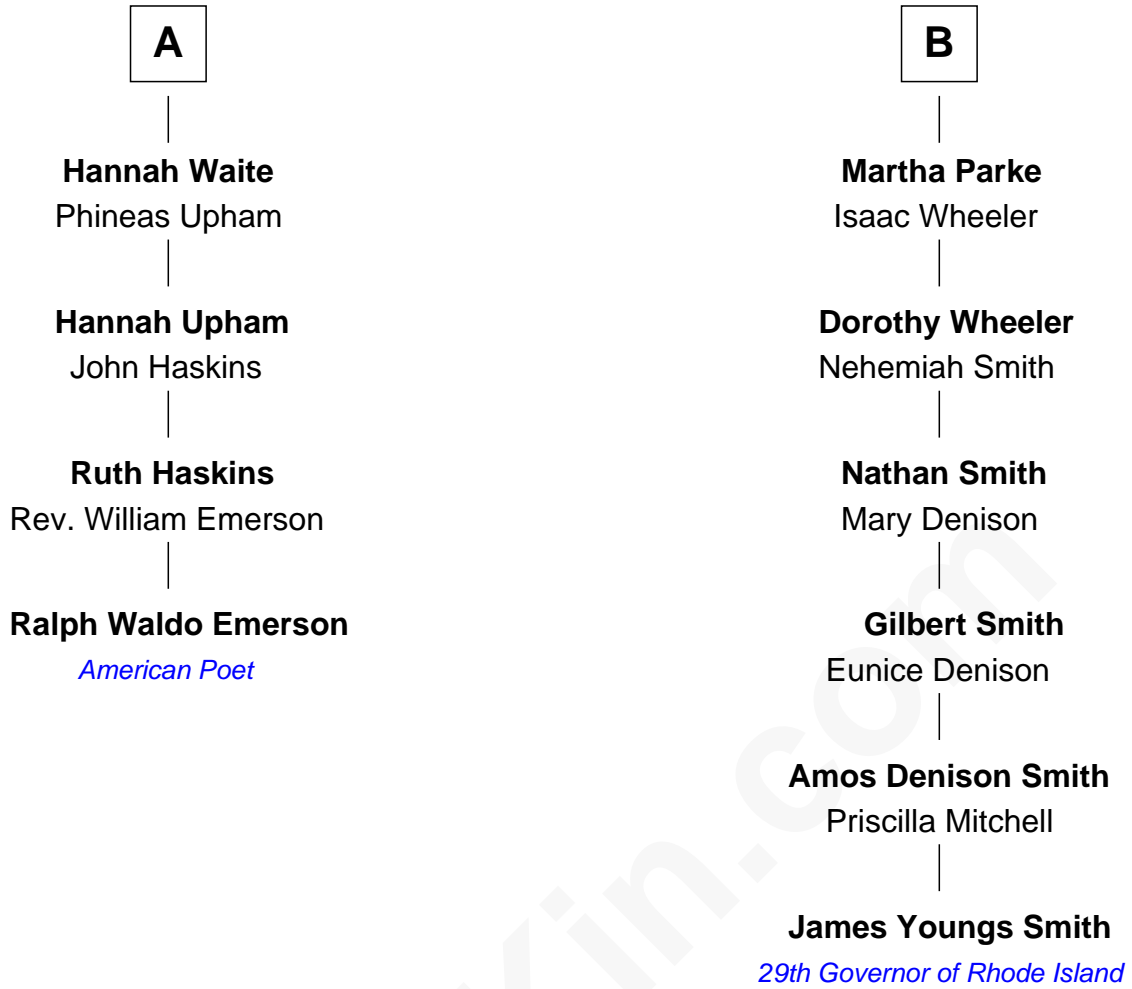 A
Hannah Waite
Phineas Upham
Hannah Upham
John Haskins
Ruth Haskins
Rev. William Emerson
Ralph Waldo Emerson
American Poet
B
Martha Parke
Isaac Wheeler
Dorothy Wheeler
Nehemiah Smith
Nathan Smith
Mary Denison
Gilbert Smith
Eunice Denison
Amos Denison Smith
Priscilla Mitchell
James Youngs Smith
29th Governor of Rhode Island
Kin.com